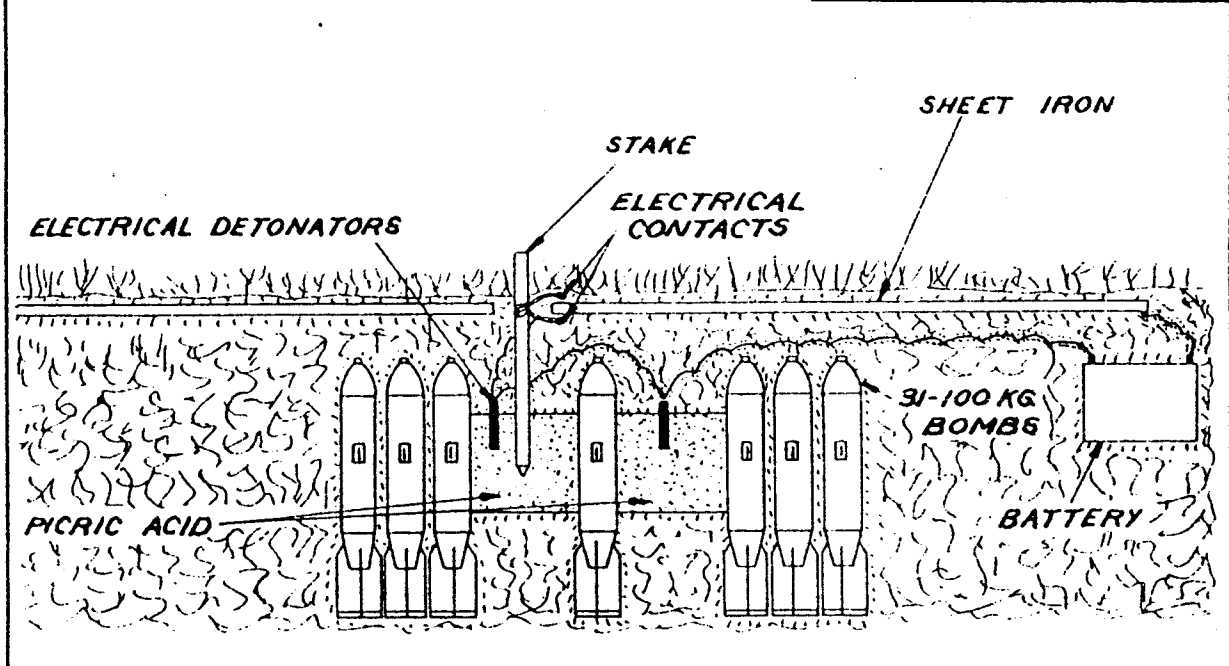 SHEET IRON
STAKE
ELECTRICAL
CONTACTS
ELECTRICAL DETONATORS
31-100 KG.
BOMBS
PICRIC ACID
BATTERY